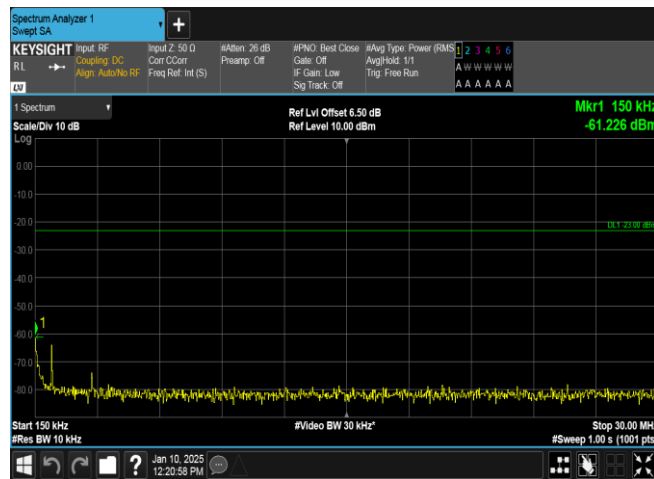 Spectrum Analyzer 1
Swept SA
+
KEYSIGHT
RL
LXI
Input: RF
Coupling: DC
Align: Auto/No RF
Input Z: 50 Ω
Corr CCorr
Freq Ref: Int (S)
#Atten: 26 dB
Preamp: Off
#PNO: Best Close
Gate: Off
IF Gain: Low
Sig Track: Off
#Avg Type: Power (RMS
Avg|Hold: 1/1
Trig: Free Run
1 2 3 4 5 6
A W W W W W
A A A A A A
1 Spectrum
Scale/Div 10 dB
Log
Ref Lvl Offset 6.50 dB
Ref Level 10.00 dBm
Mkr1 150 kHz
-61.226 dBm
0.00
-10.0
-20.0
DL1 -23.00 dBm
-30.0
-40.0
-50.0
1
-60.0
-70.0
-80.0
Start 150 kHz
#Res BW 10 kHz
#Video BW 30 kHz*
Stop 30.00 MH
#Sweep 1.00 s (1001 pts
?
Jan 10, 2025
12:20:58 PM